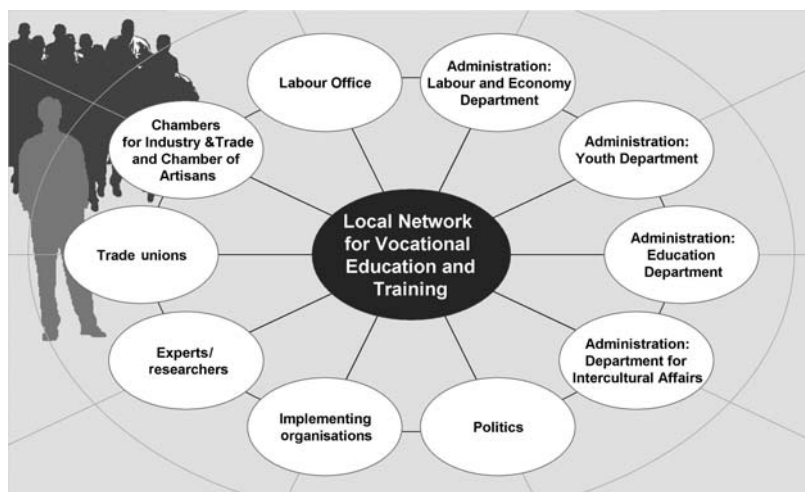 Labour Office
Administration:
Labour and Economy
Department
Chambers
for Industry &Trade
and Chamber of
Artisans
Administration:
Youth Department
Local Network
for Vocational
Education and
Training
Trade unions
Administration:
Education
Department
Experts/
researchers
Administration:
Department for
Intercultural Affairs
Implementing
organisations
Politics